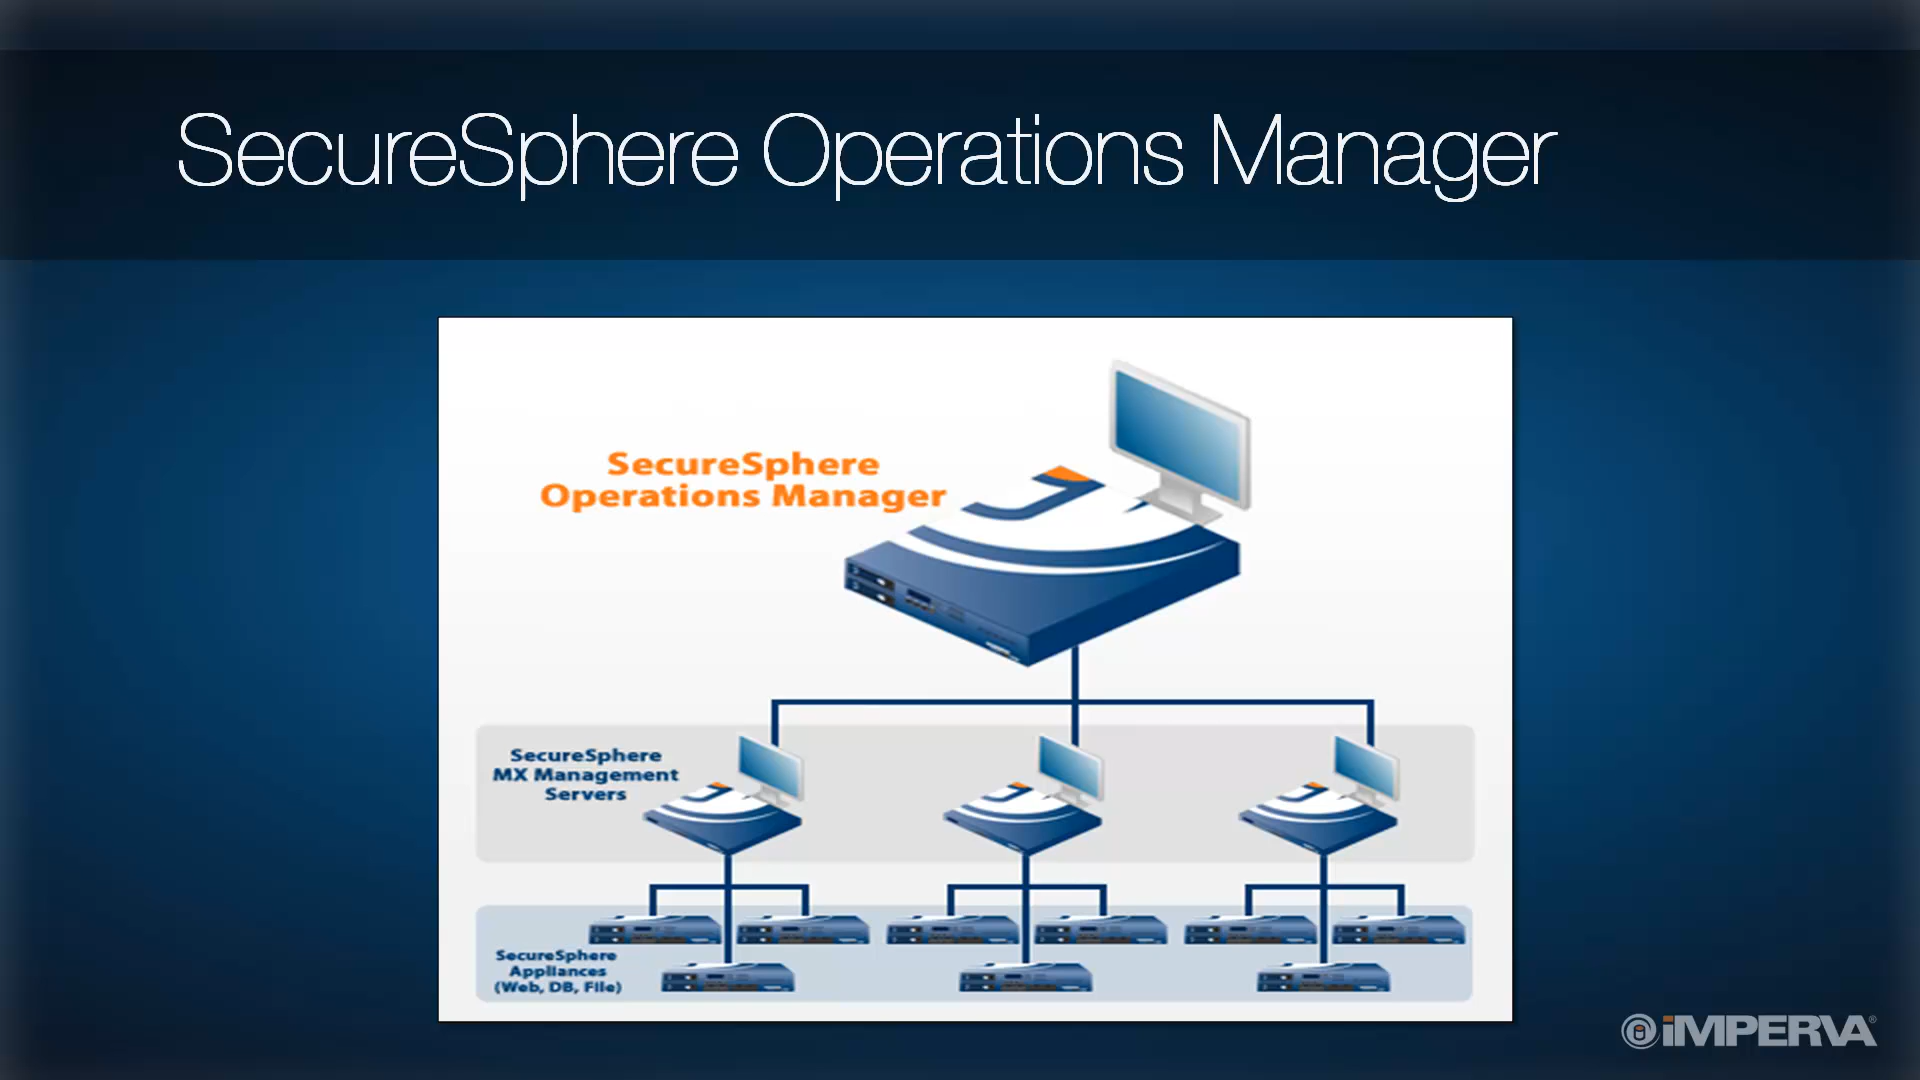 SecureSphere Operations Manager
SecureSphere
Operations Manager
SecureSphere
MX Management
Servers
SecureSphere
Appliances
(Web, DB, File)
iMPERVA®